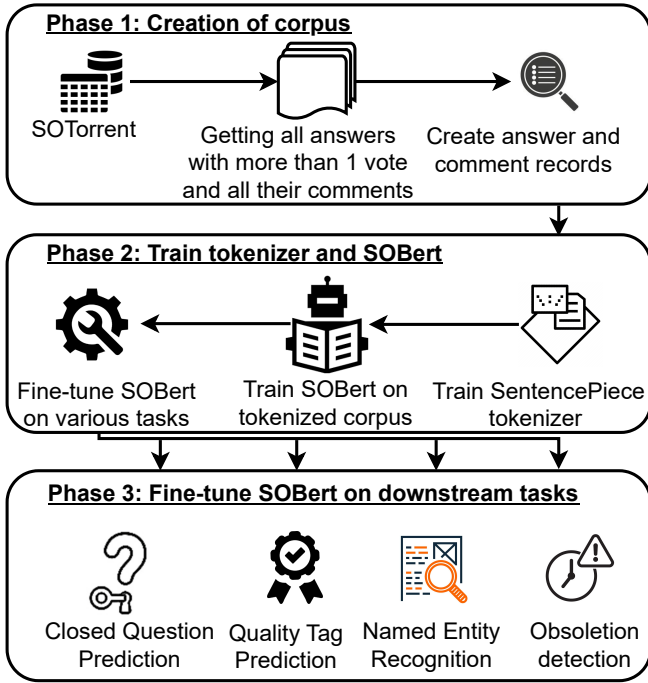 Phase 1: Creation of corpus
SOTorrent
Getting all answers
with more than 1 vote
and all their comments
Create answer and
comment records
Phase 2: Train tokenizer and SOBert
Fine-tune SOBert
on various tasks
Train SOBert on
tokenized corpus
Train SentencePiece
tokenizer
Phase 3: Fine-tune SOBert on downstream tasks
Closed Question
Prediction
Quality Tag
Prediction
Named Entity
Recognition
Obsoletion
detection